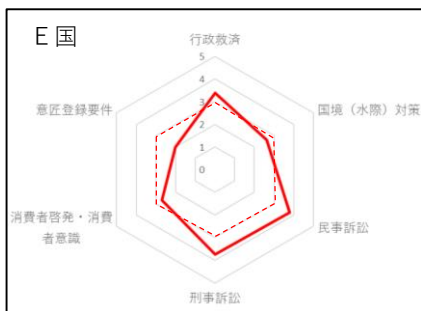 E国
行政救済
5
4
3
2
1
0
意匠登録要件
国境（水際）対策
消費者啓発・消費
者意識
民事訴訟
刑事訴訟